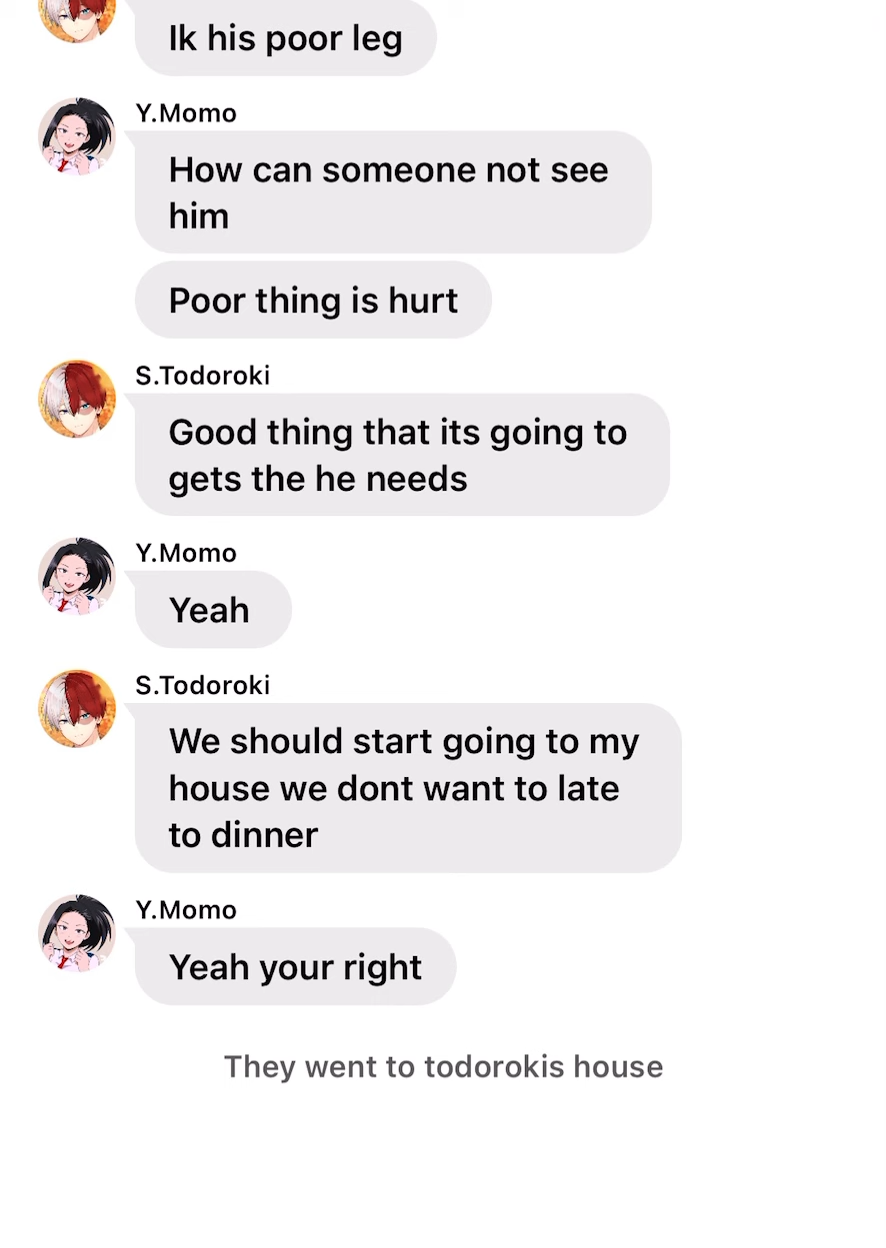 Ik his poor leg
Y.Momo
How can someone not see
him
Poor thing is hurt
S.Todoroki
Good thing that its going to
gets the he needs
Y.Momo
Yeah
S.Todoroki
We should start going to my
house we dont want to late
to dinner
Y.Momo
Yeah your right
They went to todorokis house